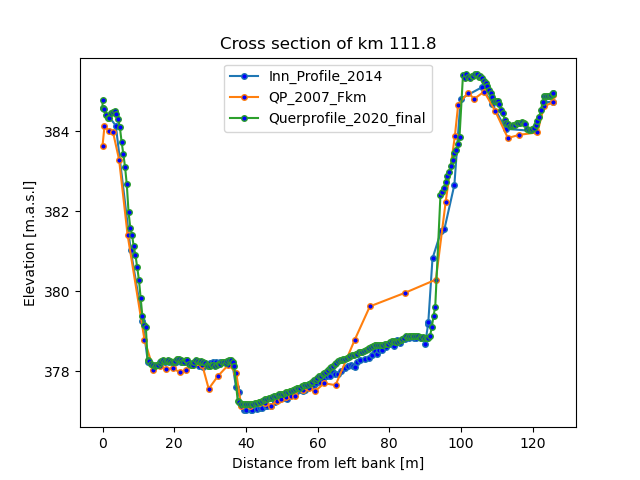 Cross section of km 111.8
Inn_Profile_2014
QP_2007_Fkm
Querprofile_2020_final
384
382
380
378
Elevation [m.a.s.l]
0 20 40 60 80 100 120
Distance from left bank [m]